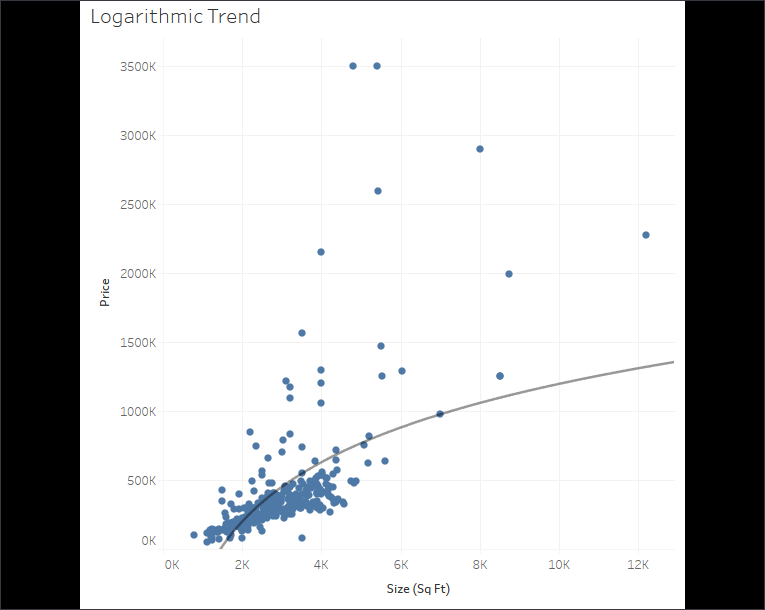 Logarithmic Trend
3500K
3000K
2500K
2000K
1500K
1000K
500K
0K
Price
0K 2K 4K 6K 8K 10K 12K
Size (Sq Ft)